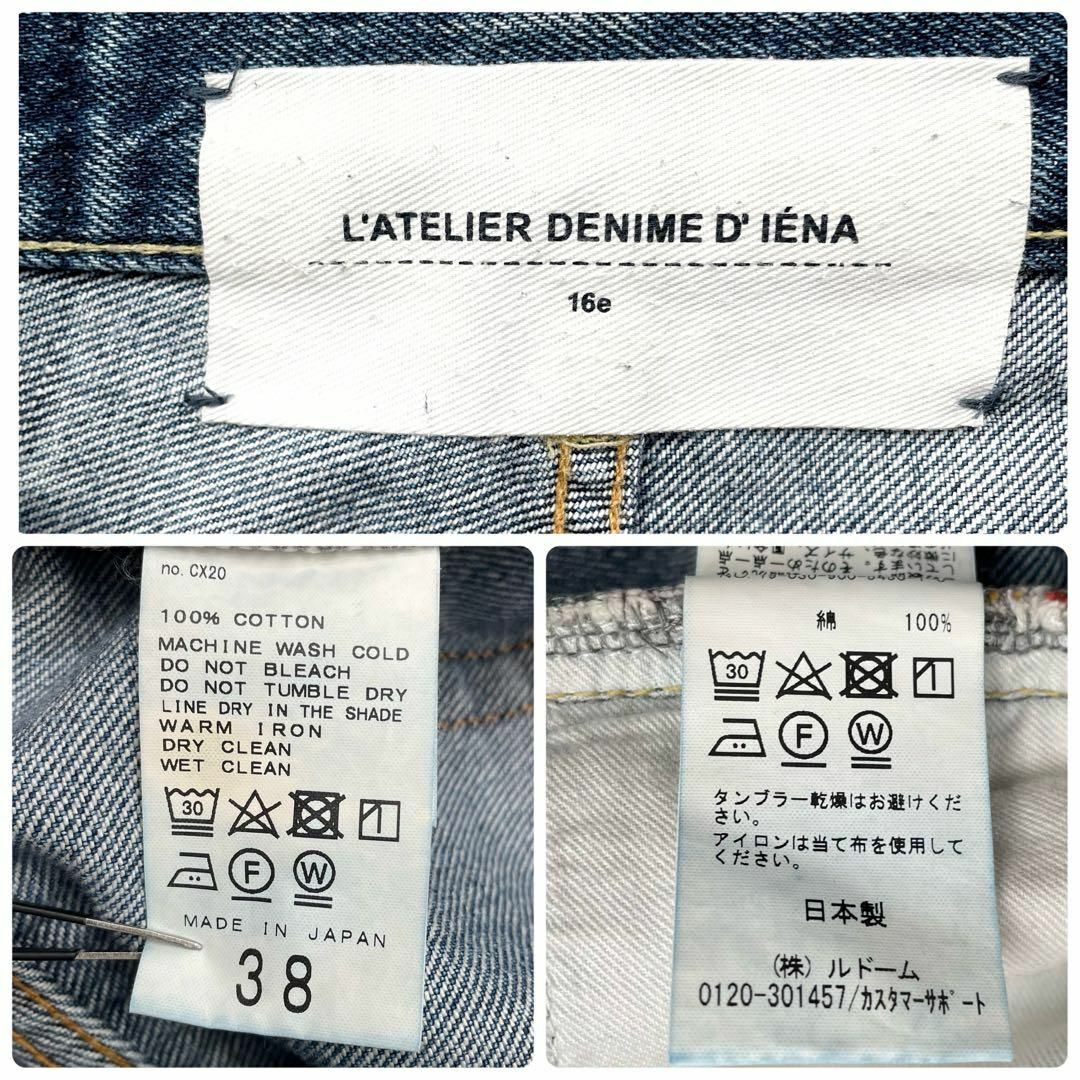 L'ATELIER DENIME D' IÉNA
16e
no. CX20
100% COTTON
MACHINE WASH COLD
DO NOT BLEACH
DO NOT TUMBLE DRY
LINE DRY IN THE SHADE
WARM IRON
DRY CLEAN
WET CLEAN
30
F W
MADE IN JAPAN
38
綿 100%
30
F W
タンブラー乾燥はお避けくだ
さい。
アイロンは当て布を使用して
ください。
日本製
(株) ルドーム
0120-301457/カスタマーサポート